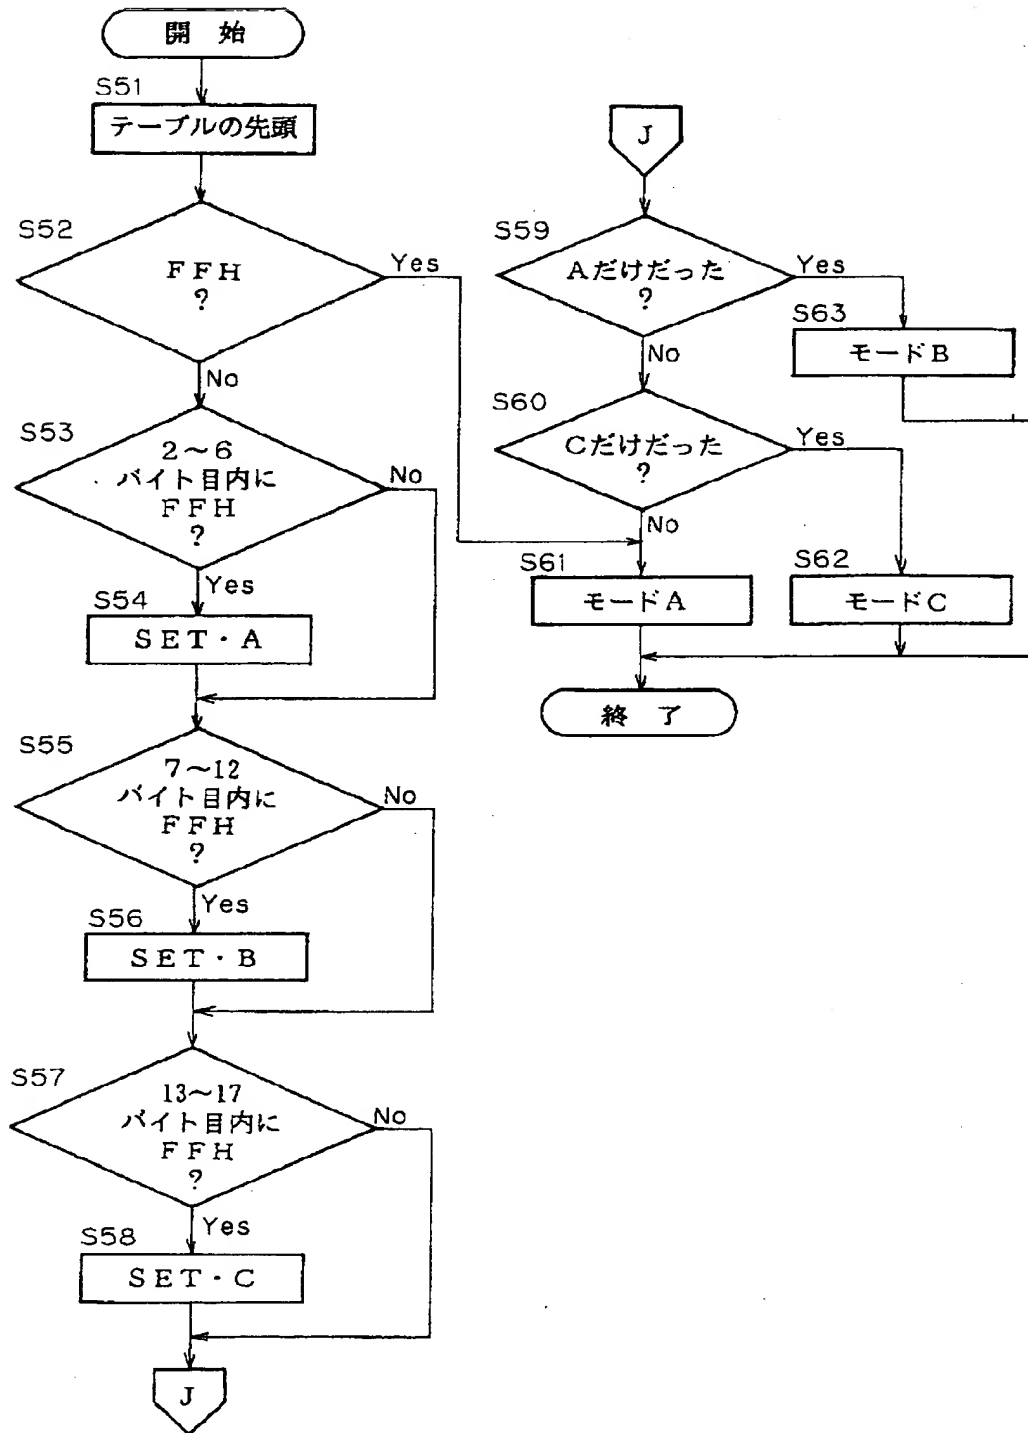 開 始
S51
テーブルの先頭
S52
FFH
?
Yes
No
S53
2～6
バイト目内に
FFH
?
No
Yes
S54
SET・A
S55
7～12
バイト目内に
FFH
?
No
Yes
S56
SET・B
S57
13～17
バイト目内に
FFH
?
No
Yes
S58
SET・C
J
J
S59
Aだけだった
?
Yes
No
S63
モードB
S60
Cだけだった
?
Yes
No
S61
モードA
S62
モードC
終 了